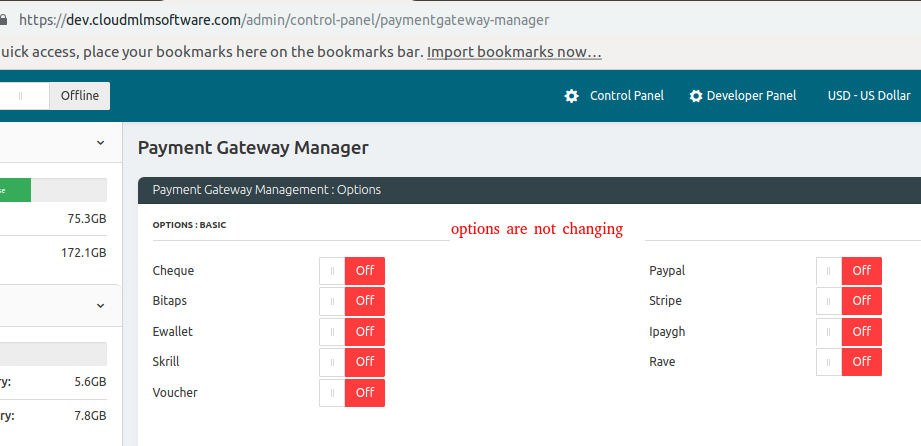 https://dev.cloudmlmsoftware.com/admin/control-panel/paymentgateway-manager
uick access, place your bookmarks here on the bookmarks bar. Import bookmarks now…
Offline Control Panel Developer Panel USD - US Dollar
Payment Gateway Manager
se
Payment Gateway Management : Options
75.3GB
OPTIONS : BASIC
options are not changing
172.1GB
Cheque Off Paypal Off
Bitaps Off Stripe Off
Ewallet Off Ipaygh Off
Skrill Off Rave Off
ry: 5.6GB
Voucher Off
ry: 7.8GB